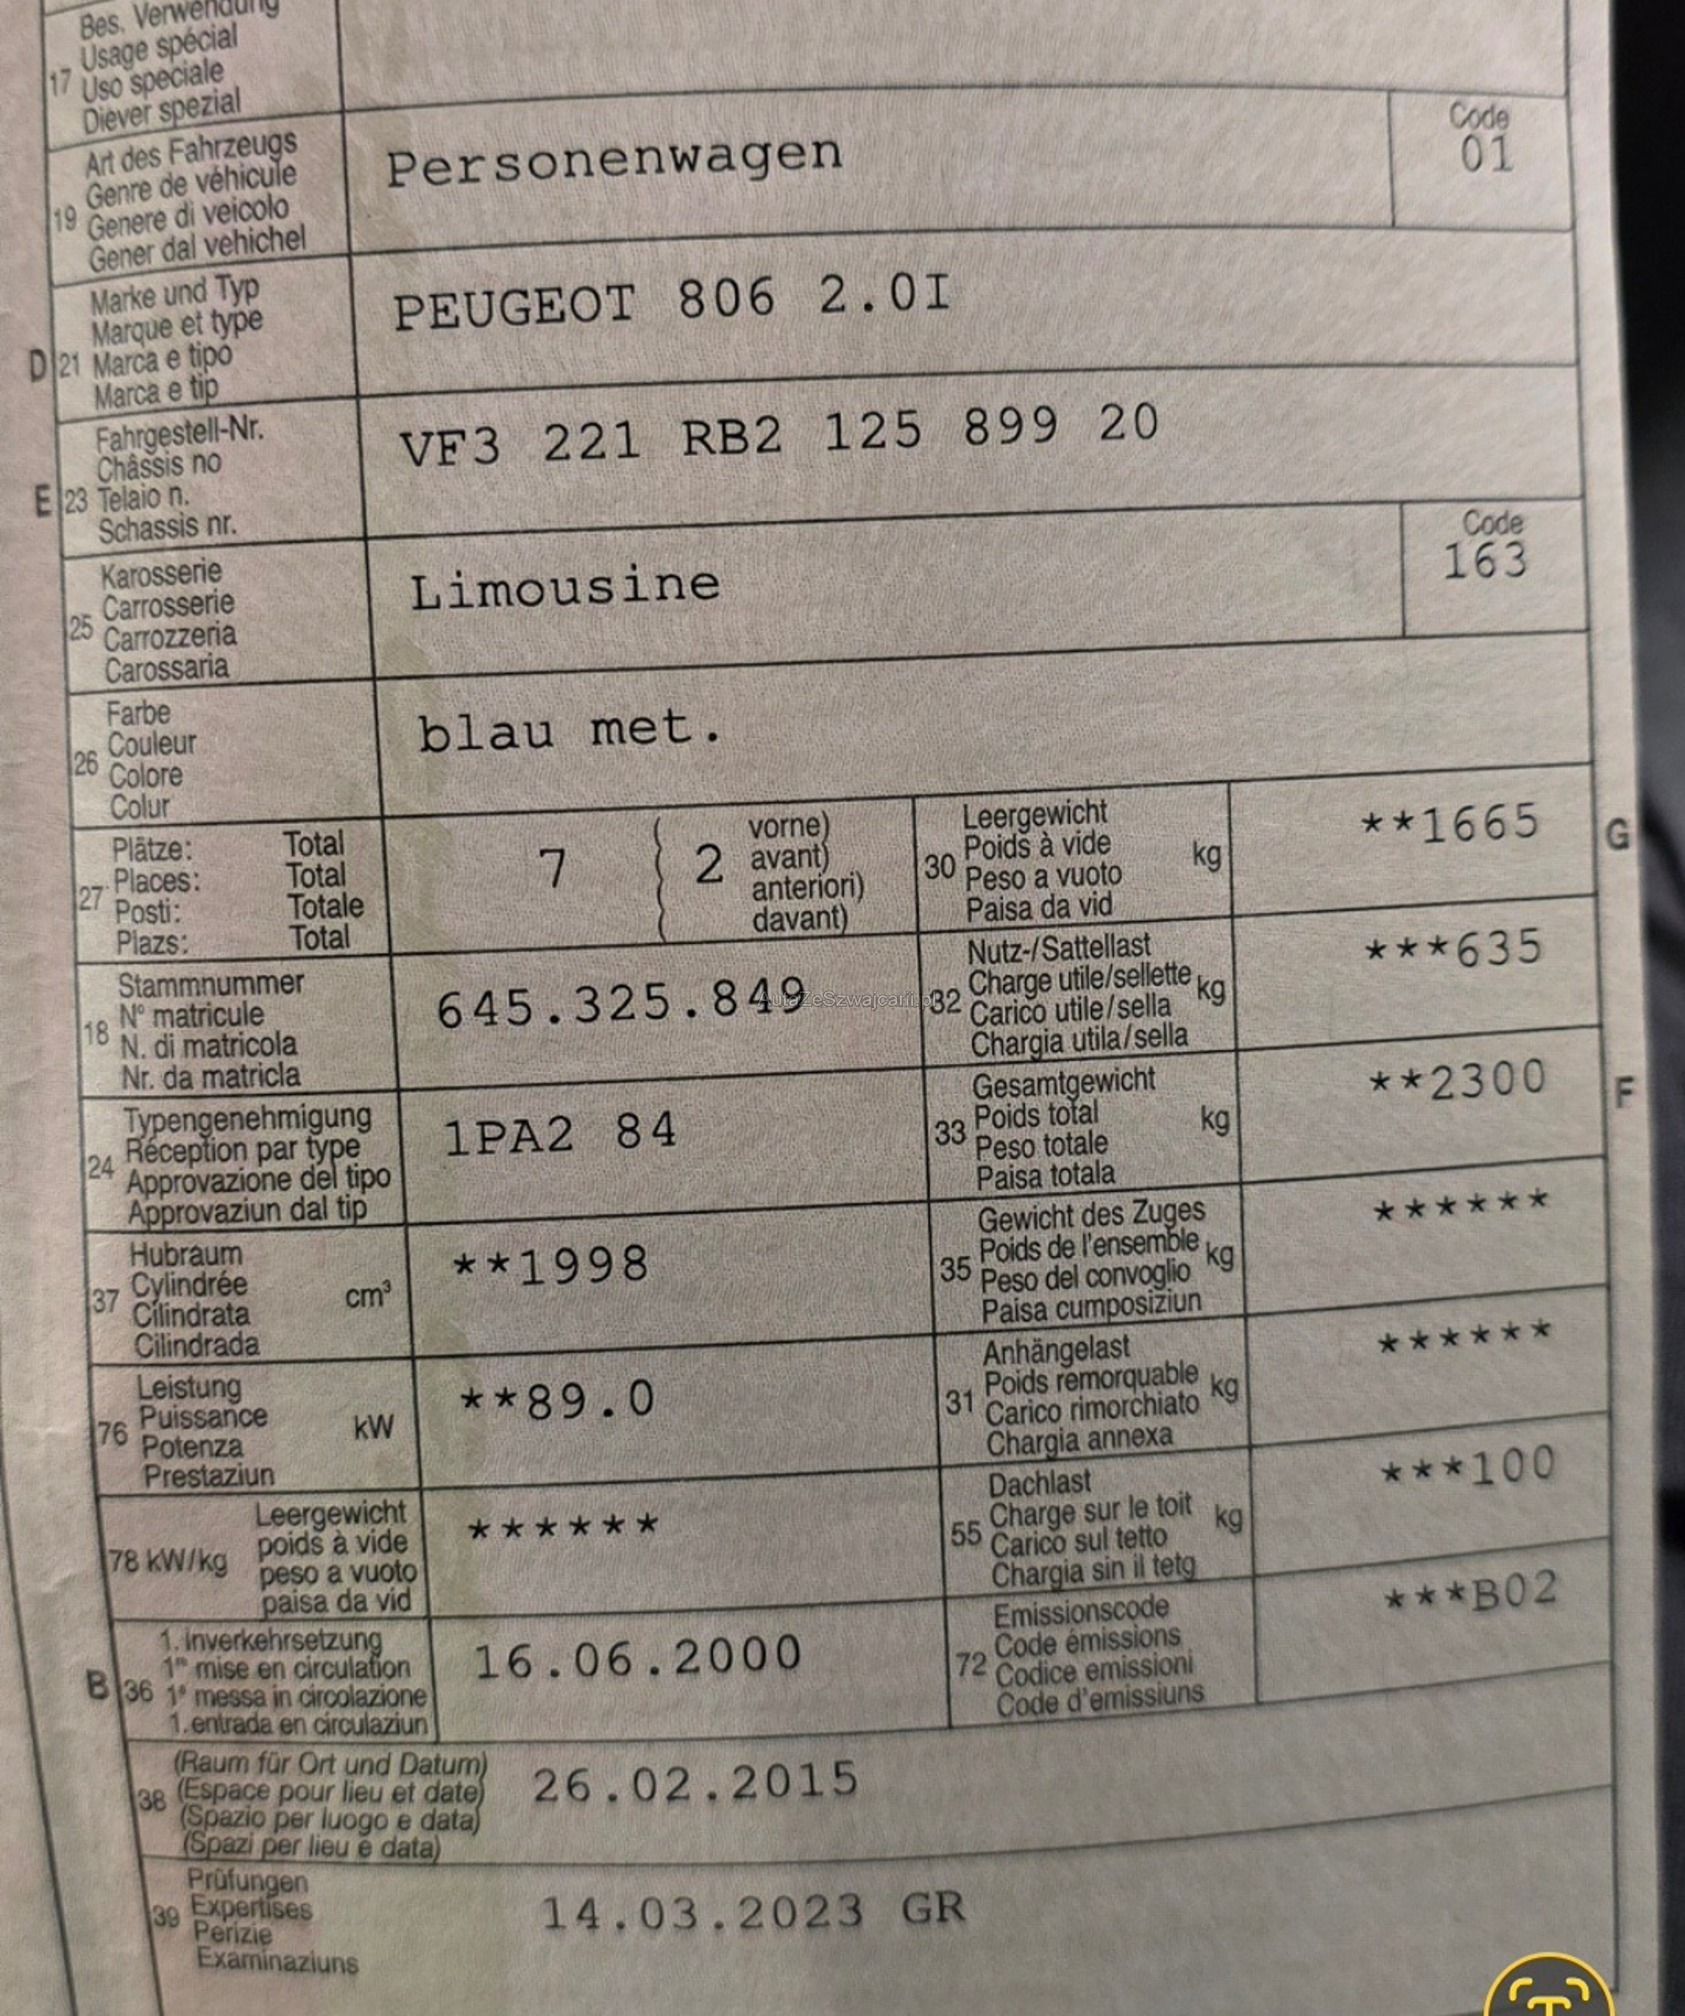 Bes. Verwendung
Usage spécial
17 Uso speciale
Diever spezial
Art des Fahrzeugs
Genre de véhicule
19 Genere di veicolo
Gener dal vehichel
Personenwagen
Code
01
Marke und Typ
Marque et type
D 21 Marca e tipo
Marca e tip
PEUGEOT 806 2.0I
Fahrgestell-Nr.
Châssis no
E 23 Telaio n.
Schassis nr.
VF3 221 RB2 125 899 20
Karosserie
Carrosserie
25 Carrozzeria
Carossaria
Limousine
Code
163
Farbe
Couleur
26 Colore
Colur
blau met.
Plätze: Total
Places: Total
27 Posti: Totale
Plazs: Total
7 { 2
vorne)
avant)
anteriori)
davant)
Leergewicht
Poids à vide
30 Peso a vuoto kg
Paisa da vid
**1665 G
Stammnummer
N° matricule
18 N. di matricola
Nr. da matricla
645.325.849
AutaZeSzwajcarii.pl
Nutz-/Sattellast
Charge utile/sellette
32 Carico utile/sella kg
Chargia utila/sella
***635
Typengenehmigung
Réception par type
24 Approvazione del tipo
Approvaziun dal tip
1PA2 84
Gesamtgewicht
Poids total
33 Peso totale kg
Paisa totala
**2300 F
Hubraum
Cylindrée
37 Cilindrata cm³
Cilindrada
**1998
Gewicht des Zuges
Poids de l'ensemble
35 Peso del convoglio kg
Paisa cumposiziun
******
Leistung
Puissance
76 Potenza kW
Prestaziun
**89.0
Anhängelast
Poids remorquable
31 Carico rimorchiato kg
Chargia annexa
******
Leergewicht
poids à vide
78 kW/kg peso a vuoto
paisa da vid
******
Dachlast
Charge sur le toit
55 Carico sul tetto kg
Chargia sin il tetg
***100
1. Inverkehrsetzung
1re mise en circulation
B 36 1a messa in circolazione
1. entrada en circulaziun
16.06.2000
Emissionscode
Code émissions
72 Codice emissioni
Code d'emissiuns
***B02
(Raum für Ort und Datum)
38 (Espace pour lieu et date)
(Spazio per luogo e data)
(Spazi per lieu e data)
26.02.2015
Prüfungen
39 Expertises
Perizie
Examinaziuns
14.03.2023 GR